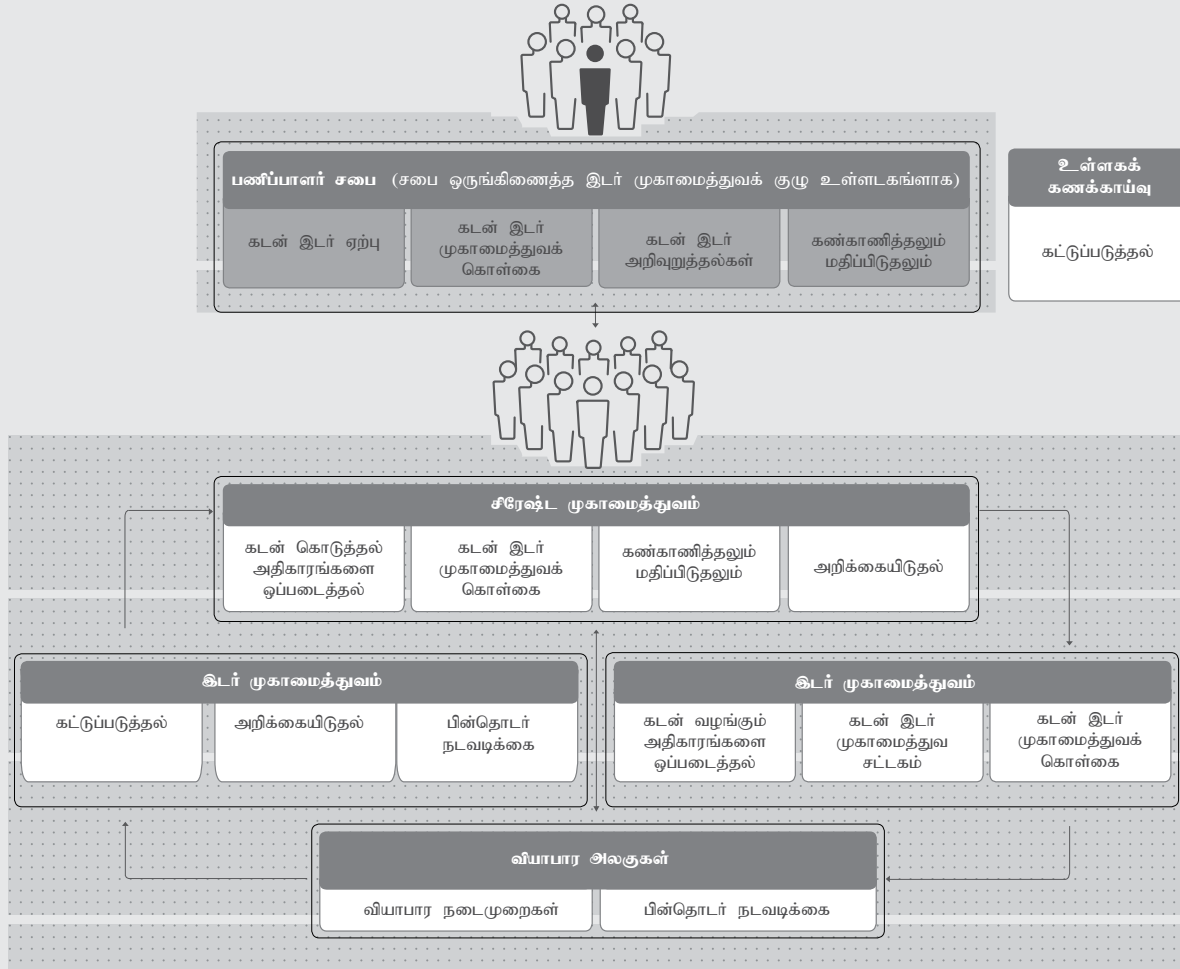 பணிப்பாளர் சபை (சபை ஒருங்கிணைத்த இடர் முகாமைத்துவக் குழு உள்ளடகங்ளாக)
கடன் இடர் ஏற்பு
கடன் இடர்
முகாமைத்துவக்
கொள்கை
கடன் இடர்
அறிவுறுத்தல்கள்
கண்காணித்தலும்
மதிப்பிடுதலும்
உள்ளகக்
கணக்காய்வு
கட்டுப்படுத்தல்
சிரேஷ்ட முகாமைத்துவம்
கடன் கொடுத்தல்
அதிகாரங்களை
ஒப்படைத்தல்
கடன் இடர்
முகாமைத்துவக்
கொள்கை
கண்காணித்தலும்
மதிப்பிடுதலும்
அறிக்கையிடுதல்
இடர் முகாமைத்துவம்
கட்டுப்படுத்தல்
அறிக்கையிடுதல்
பின்தொடர்
நடவடிக்கை
இடர் முகாமைத்துவம்
கடன் வழங்கும்
அதிகாரங்களை
ஒப்படைத்தல்
கடன் இடர்
முகாமைத்துவ
சட்டகம்
கடன் இடர்
முகாமைத்துவக்
கொள்கை
வியாபார அலகுகள்
வியாபார நடைமுறைகள்
பின்தொடர் நடவடிக்கை